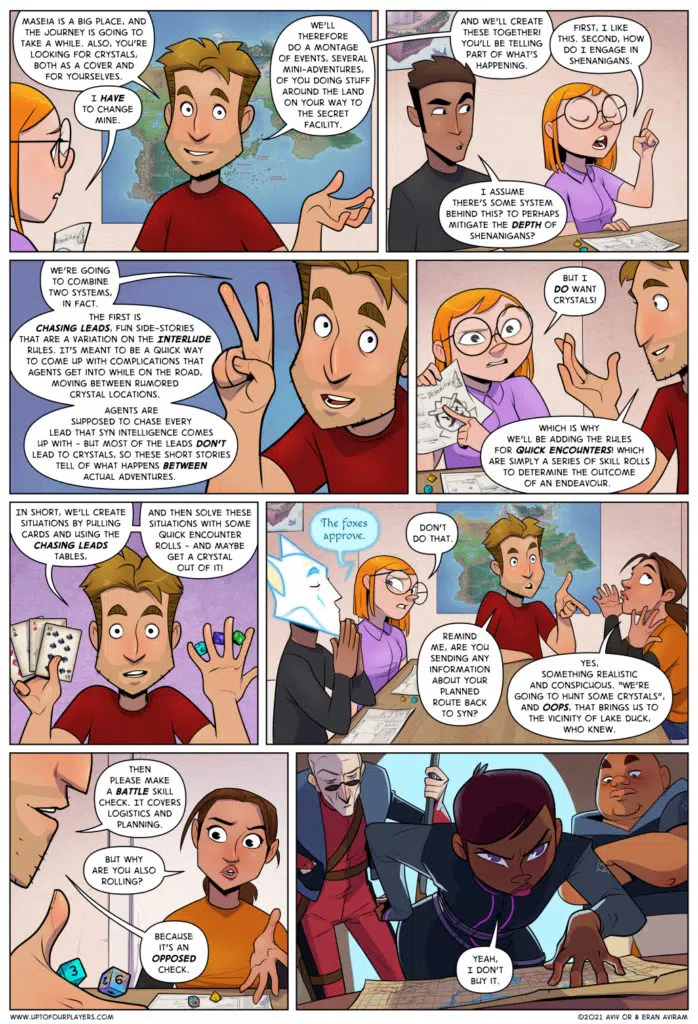 MASEIA IS A BIG PLACE, AND
THE JOURNEY IS GOING TO
TAKE A WHILE. ALSO, YOU'RE
LOOKING FOR CRYSTALS,
BOTH AS A COVER AND
FOR YOURSELVES.
I HAVE
TO CHANGE
MINE.
WE'LL
THEREFORE
DO A MONTAGE
OF EVENTS, SEVERAL
MINI-ADVENTURES,
OF YOU DOING STUFF
AROUND THE LAND
ON YOUR WAY TO
THE SECRET
FACILITY.
AND WE'LL CREATE
THESE TOGETHER!
YOU'LL BE TELLING
PART OF WHAT'S
HAPPENING.
FIRST, I LIKE
THIS. SECOND, HOW
DO I ENGAGE IN
SHENANIGANS.
I ASSUME
THERE'S SOME SYSTEM
BEHIND THIS? TO PERHAPS
MITIGATE THE DEPTH OF
SHENANIGANS?
WE'RE GOING
TO COMBINE
TWO SYSTEMS,
IN FACT.
THE FIRST IS
CHASING LEADS, FUN SIDE-STORIES
THAT ARE A VARIATION ON THE INTERLUDE
RULES. IT'S MEANT TO BE A QUICK WAY
TO COME UP WITH COMPLICATIONS THAT
AGENTS GET INTO WHILE ON THE ROAD,
MOVING BETWEEN RUMORED
CRYSTAL LOCATIONS.
AGENTS ARE
SUPPOSED TO CHASE EVERY
LEAD THAT SYN INTELLIGENCE COMES
UP WITH - BUT MOST OF THE LEADS DON'T
LEAD TO CRYSTALS, SO THESE SHORT STORIES
TELL OF WHAT HAPPENS BETWEEN
ACTUAL ADVENTURES.
BUT I
DO WANT
CRYSTALS!
WHICH IS WHY
WE'LL BE ADDING THE RULES
FOR QUICK ENCOUNTERS! WHICH
ARE SIMPLY A SERIES OF SKILL ROLLS
TO DETERMINE THE OUTCOME
OF AN ENDEAVOUR.
IN SHORT, WE'LL CREATE
SITUATIONS BY PULLING
CARDS AND USING THE
CHASING LEADS
TABLES,
AND THEN SOLVE THESE
SITUATIONS WITH SOME
QUICK ENCOUNTER
ROLLS - AND MAYBE
GET A CRYSTAL
OUT OF IT!
The foxes
approve.
DON'T
DO THAT.
REMIND
ME, ARE YOU
SENDING ANY
INFORMATION
ABOUT YOUR
PLANNED
ROUTE BACK
TO SYN?
YES,
SOMETHING REALISTIC
AND CONSPICUOUS. "WE'RE
GOING TO HUNT SOME CRYSTALS",
AND OOPS, THAT BRINGS US TO
THE VICINITY OF LAKE DUCK,
WHO KNEW.
THEN
PLEASE MAKE
A BATTLE SKILL
CHECK. IT COVERS
LOGISTICS AND
PLANNING.
BUT WHY
ARE YOU ALSO
ROLLING?
BECAUSE
IT'S AN
OPPOSED
CHECK.
3
6
YEAH,
I DON'T
BUY IT.
WWW.UPTOFOURPLAYERS.COM
©2021 AVIV OR & ERAN AVIRAM